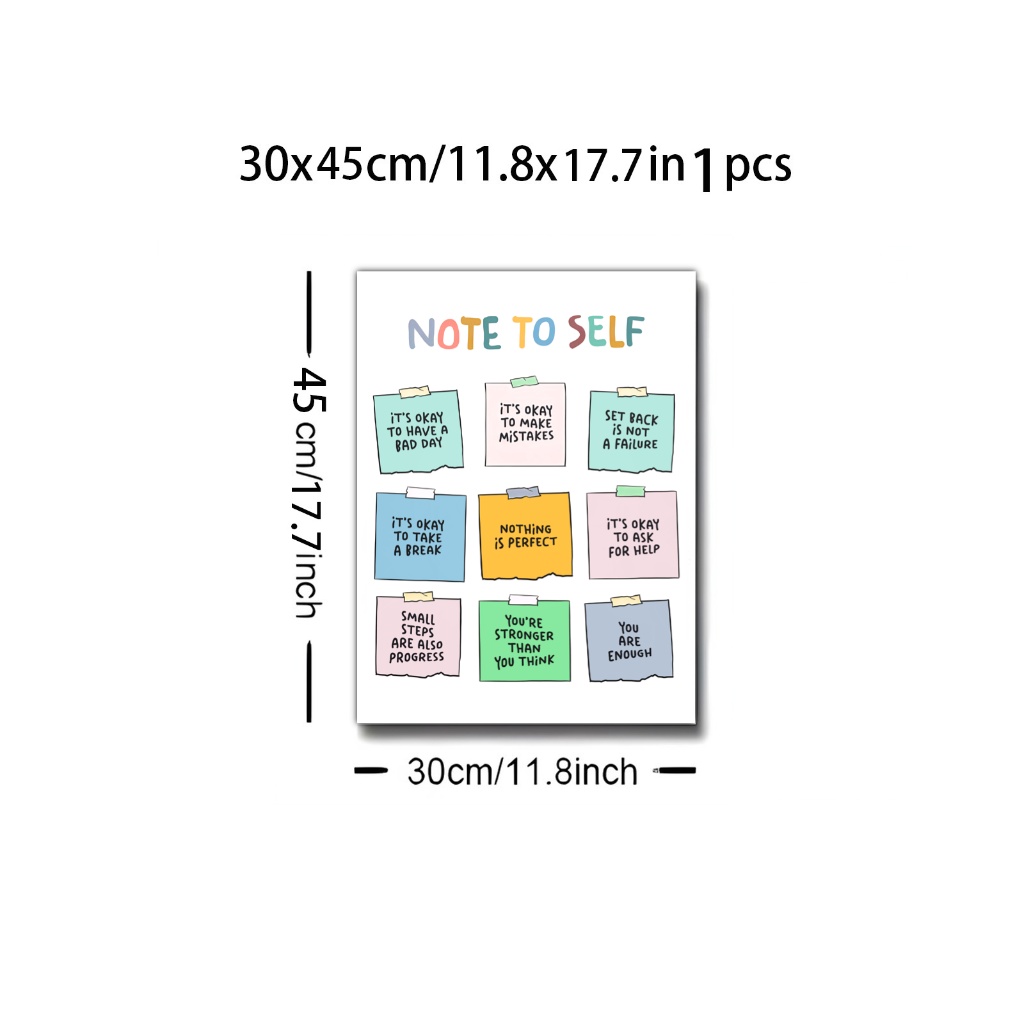 30x45cm/11.8x17.7in 1 pcs
NOTE TO SELF
iT'S OKAY
TO HAVE A
BAD DAY
iT'S OKAY
TO MAKE
MiSTAKES
SET BACK
iS NOT
A FAiLURE
iT'S OKAY
TO TAKE
A BREAK
NOTHiNG
iS PERFECT
iT'S OKAY
TO ASK
FOR HELP
SMALL
STEPS
ARE ALSO
PROGRESS
YOU'RE
STRONGER
THAN
YOU THiNK
YOU
ARE
ENOUGH
45cm/17.7inch
30cm/11.8inch